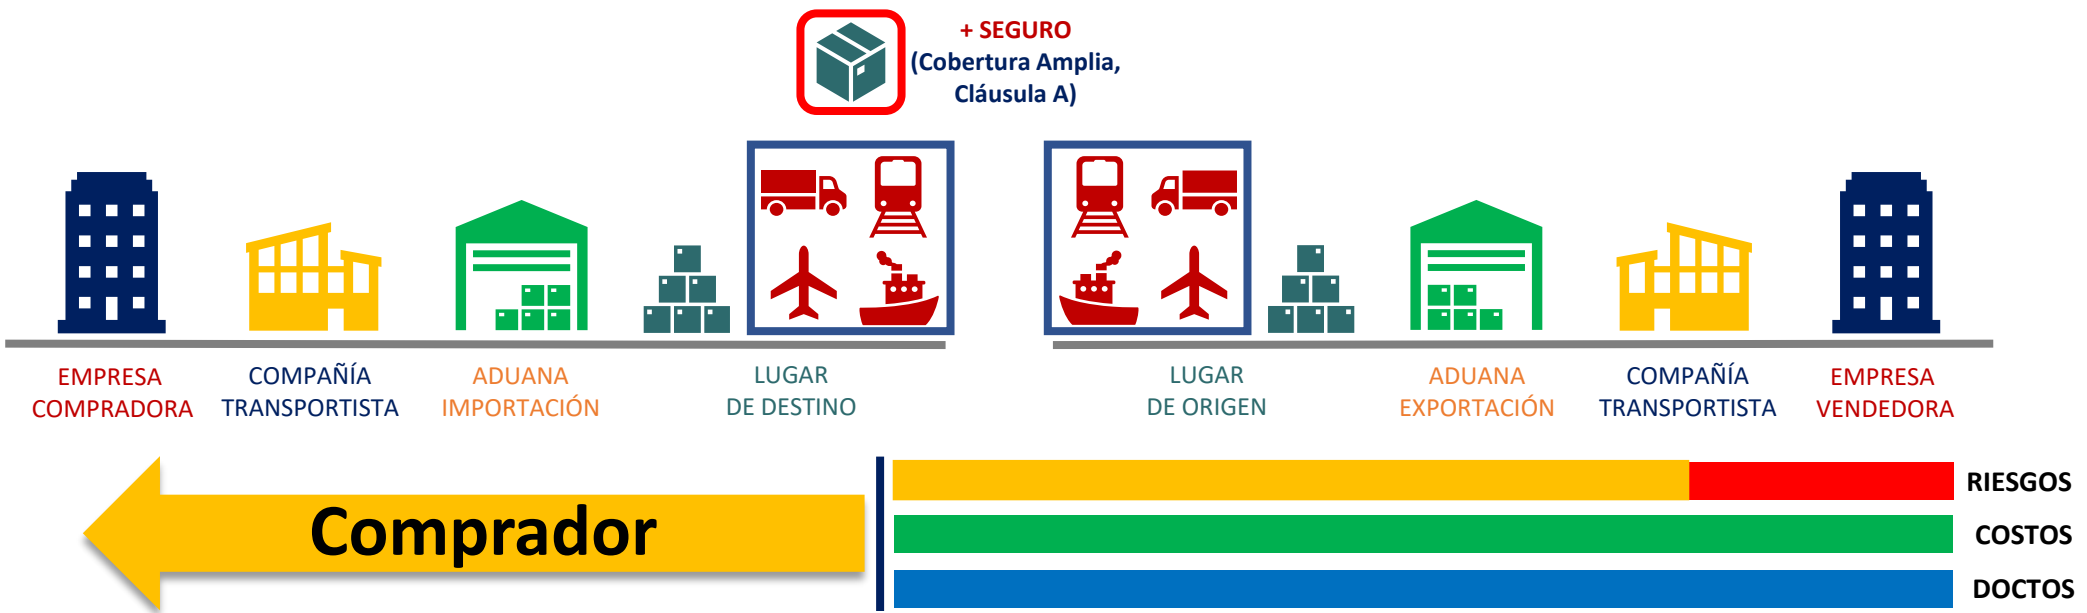 + SEGURO
(Cobertura Amplia,
Cláusula A)
EMPRESA
COMPRADORA
COMPAÑÍA
TRANSPORTISTA
ADUANA
IMPORTACIÓN
LUGAR
DE DESTINO
LUGAR
DE ORIGEN
ADUANA
EXPORTACIÓN
COMPAÑÍA
TRANSPORTISTA
EMPRESA
VENDEDORA
Comprador
RIESGOS
COSTOS
DOCTOS